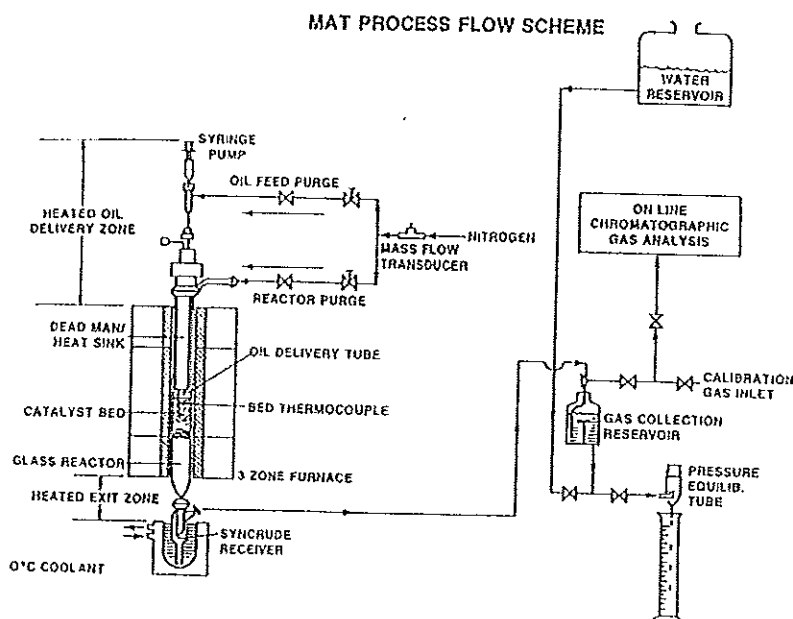 MAT PROCESS FLOW SCHEME
WATER
RESERVOIR
SYRINGE
PUMP
OIL FEED PURGE
HEATED OIL
DELIVERY ZONE
NITROGEN
MASS FLOW
TRANSDUCER
ON LINE
CHROMATOGRAPHIC
GAS ANALYSIS
REACTOR PURGE
DEAD MAN/
HEAT SINK
OIL DELIVERY TUBE
BED THERMOCOUPLE
CATALYST BED
CALIBRATION
GAS INLET
GAS COLLECTION
RESERVOIR
GLASS REACTOR
3 ZONE FURNACE
HEATED EXIT ZONE
PRESSURE
EQUILIB.
TUBE
SYNCRUDE
RECEIVER
0°C COOLANT